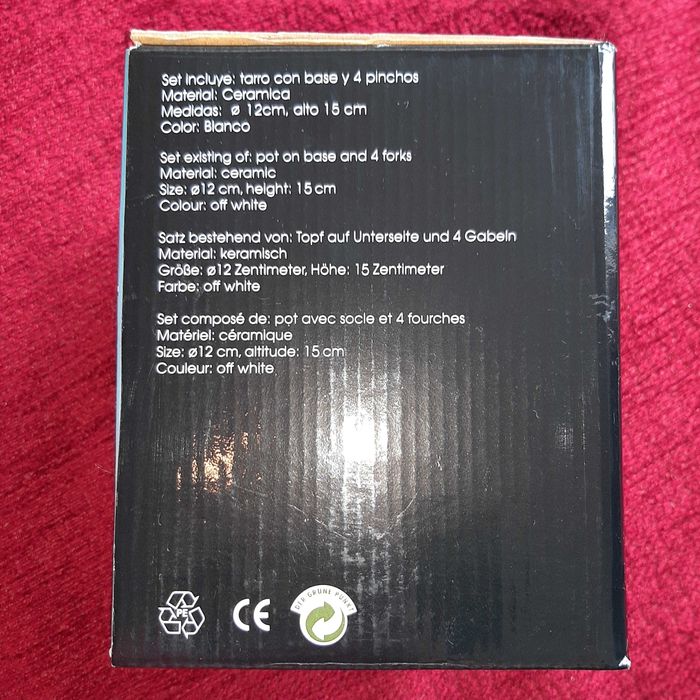 Set incluye: tarro con base y 4 pinchos
Material: Ceramica
Medidas: ø 12cm, alto 15 cm
Color: Blanco
Set existing of: pot on base and 4 forks
Material: ceramic
Size: ø12 cm, height: 15 cm
Colour: off white
Satz bestehend von: Topf auf Unterseite und 4 Gabeln
Material: keramisch
Größe: ø12 Zentimeter, Höhe: 15 Zentimeter
Farbe: off white
Set composé de: pot avec socle et 4 fourches
Matériel: céramique
Size: ø12 cm, altitude: 15 cm
Couleur: off white
PE
CE
DER GRÜNE PUNKT